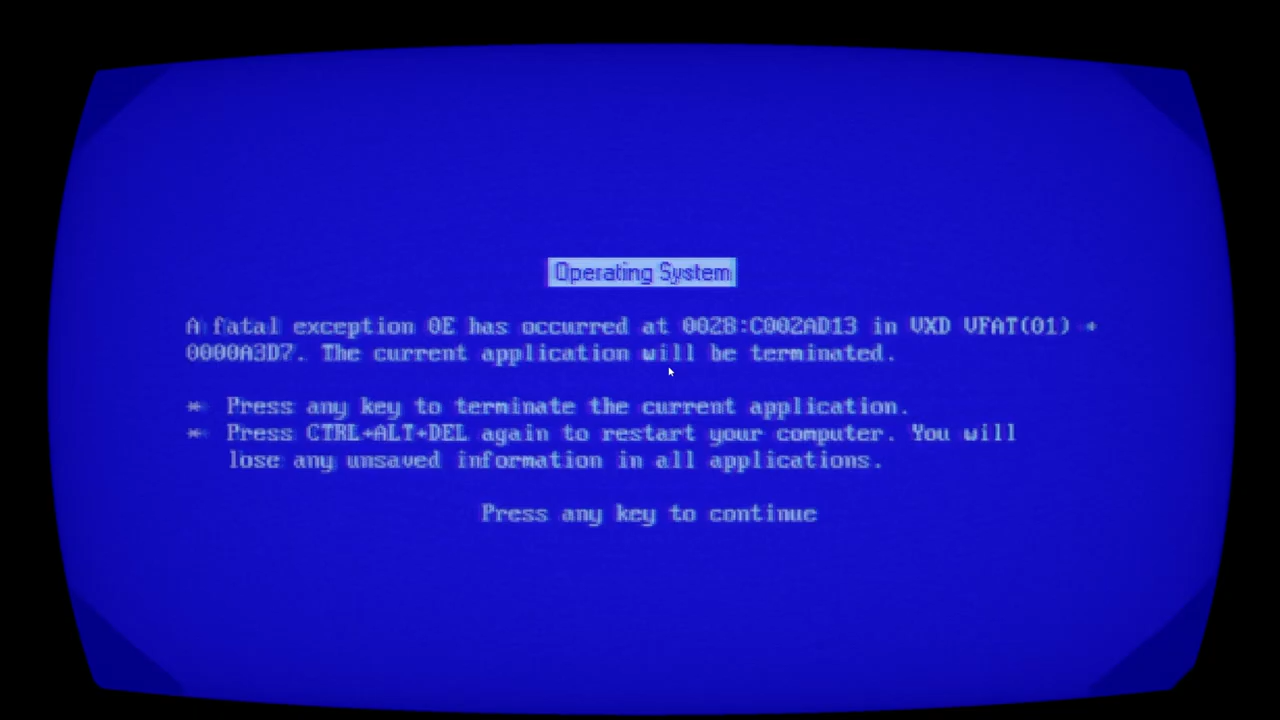 Operating System
A fatal exception 0E has occurred at 0028:C002AD13 in VXD VFAT(01) +
0000A3D7. The current application will be terminated.
* Press any key to terminate the current application.
* Press CTRL+ALT+DEL again to restart your computer. You will
lose any unsaved information in all applications.
Press any key to continue